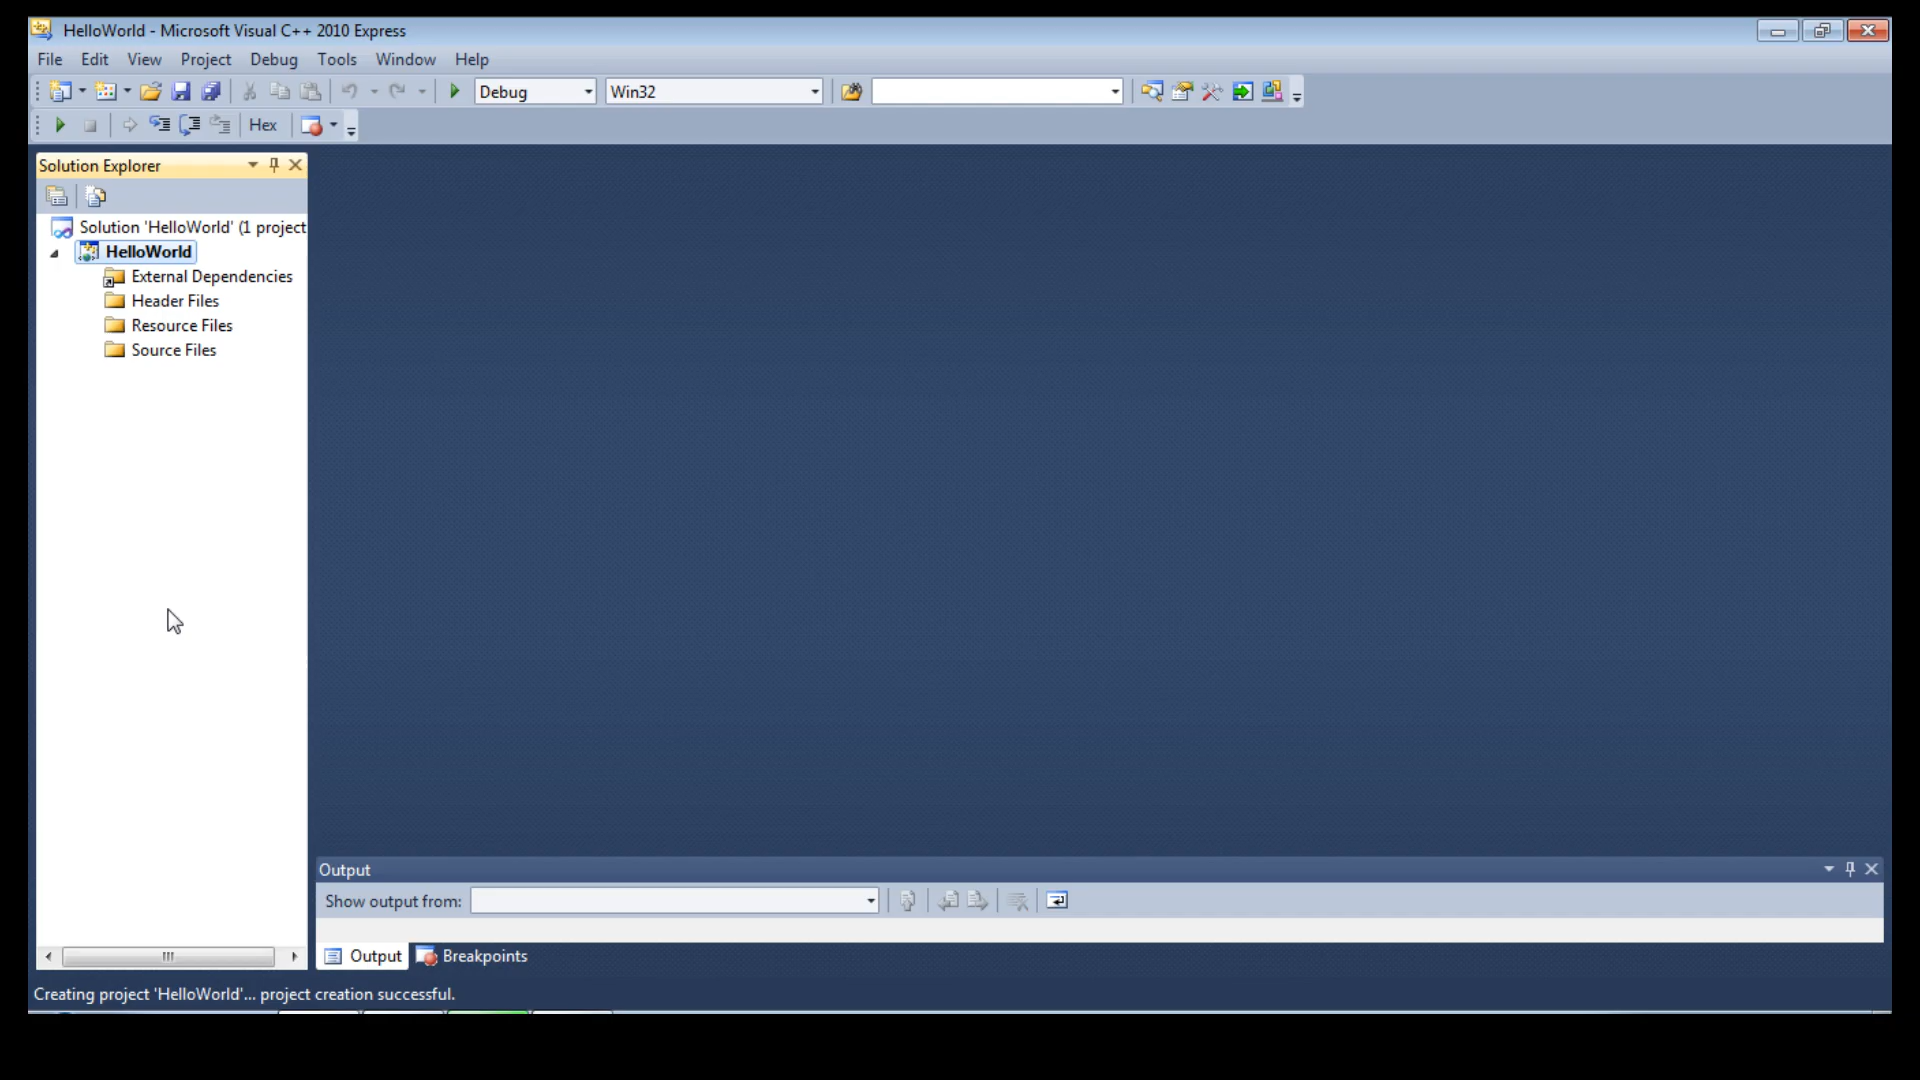 HelloWorld - Microsoft Visual C++ 2010 Express
File Edit View Project Debug Tools Window Help
Debug Win32
Hex
Solution Explorer
Solution 'HelloWorld' (1 project
HelloWorld
External Dependencies
Header Files
Resource Files
Source Files
Output
Show output from:
Output Breakpoints
Creating project 'HelloWorld'... project creation successful.